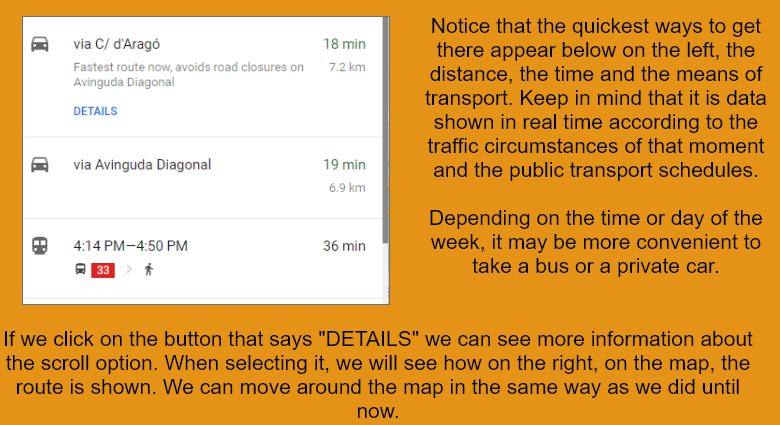 via C/ d'Aragó 18 min
Fastest route now, avoids road closures on 7.2 km
Avinguda Diagonal
DETAILS
via Avinguda Diagonal 19 min
6.9 km
4:14 PM–4:50 PM 36 min
33
Notice that the quickest ways to get
there appear below on the left, the
distance, the time and the means of
transport. Keep in mind that it is data
shown in real time according to the
traffic circumstances of that moment
and the public transport schedules.
Depending on the time or day of the
week, it may be more convenient to
take a bus or a private car.
If we click on the button that says "DETAILS" we can see more information about
the scroll option. When selecting it, we will see how on the right, on the map, the
route is shown. We can move around the map in the same way as we did until
now.